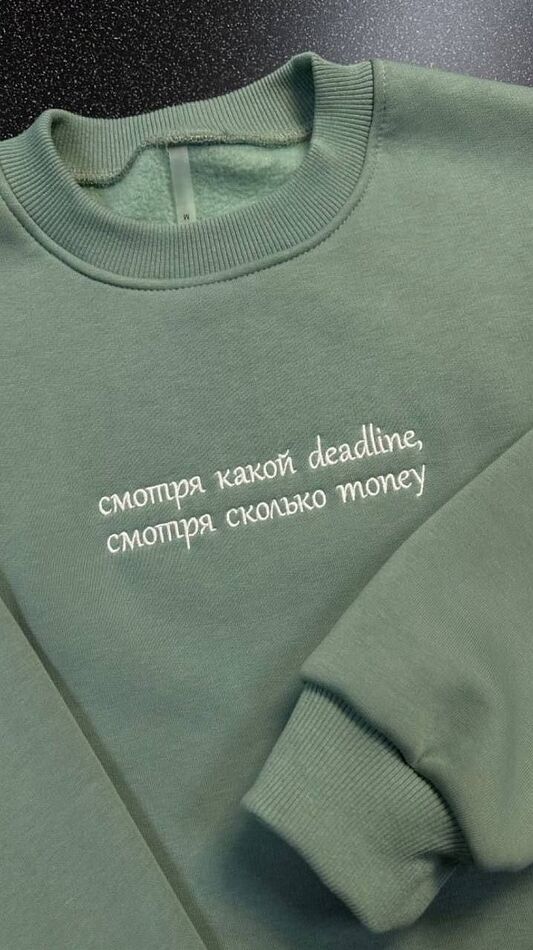 M
смотря какой deadline,
смотря сколько money